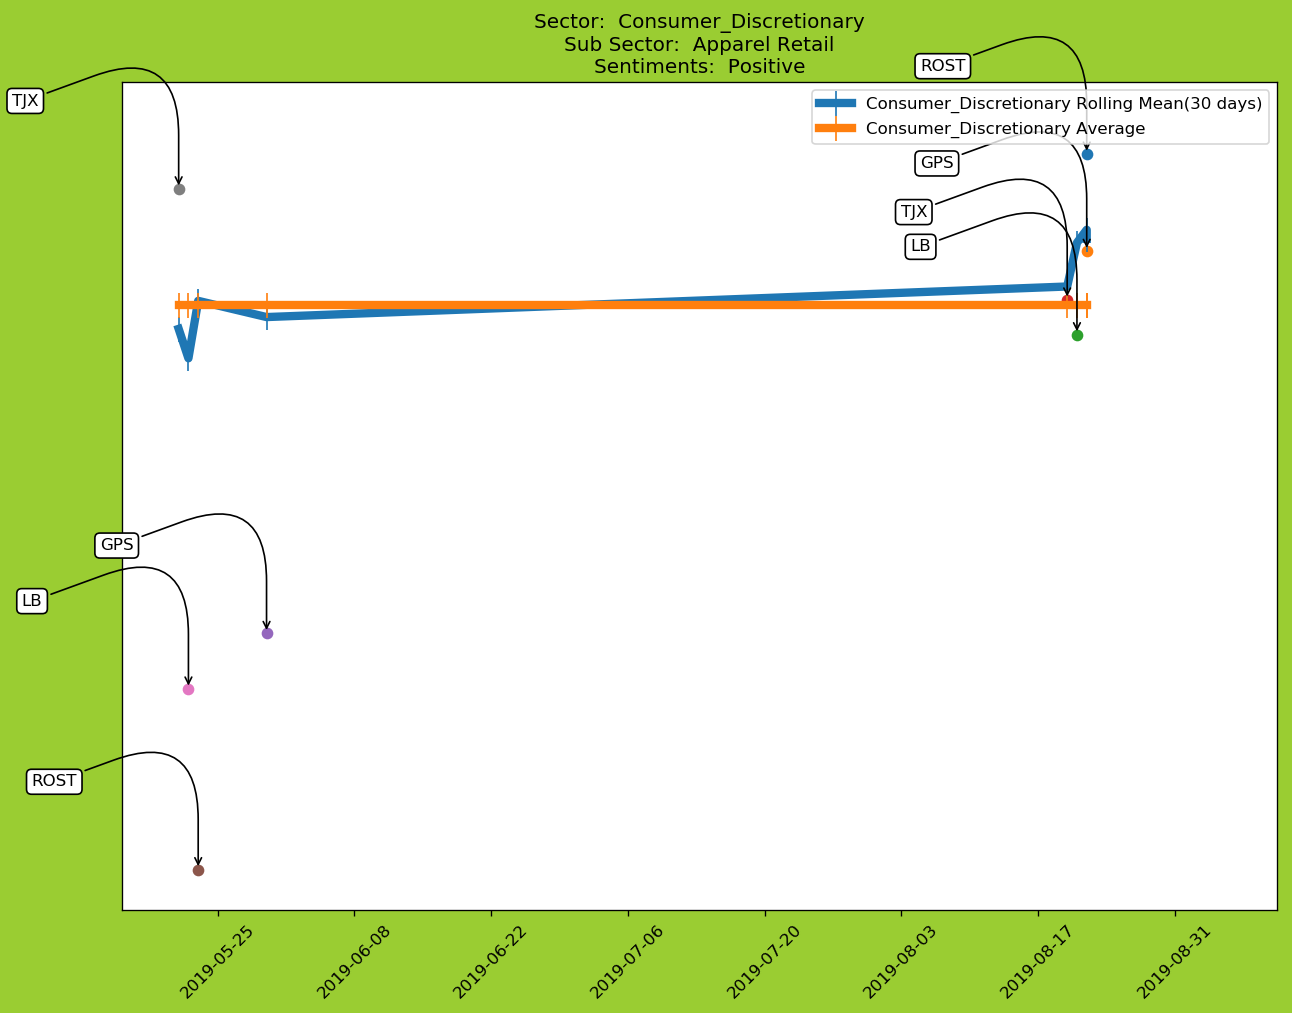 Sector:  Consumer_Discretionary
Sub Sector:  Apparel Retail
Sentiments:  Positive
ROST
TJX
Consumer_Discretionary Rolling Mean(30 days)
Consumer_Discretionary Average
GPS
TJX
LB
GPS
LB
ROST
2019-05-25
2019-06-08
2019-06-22
2019-07-06
2019-07-20
2019-08-03
2019-08-17
2019-08-31